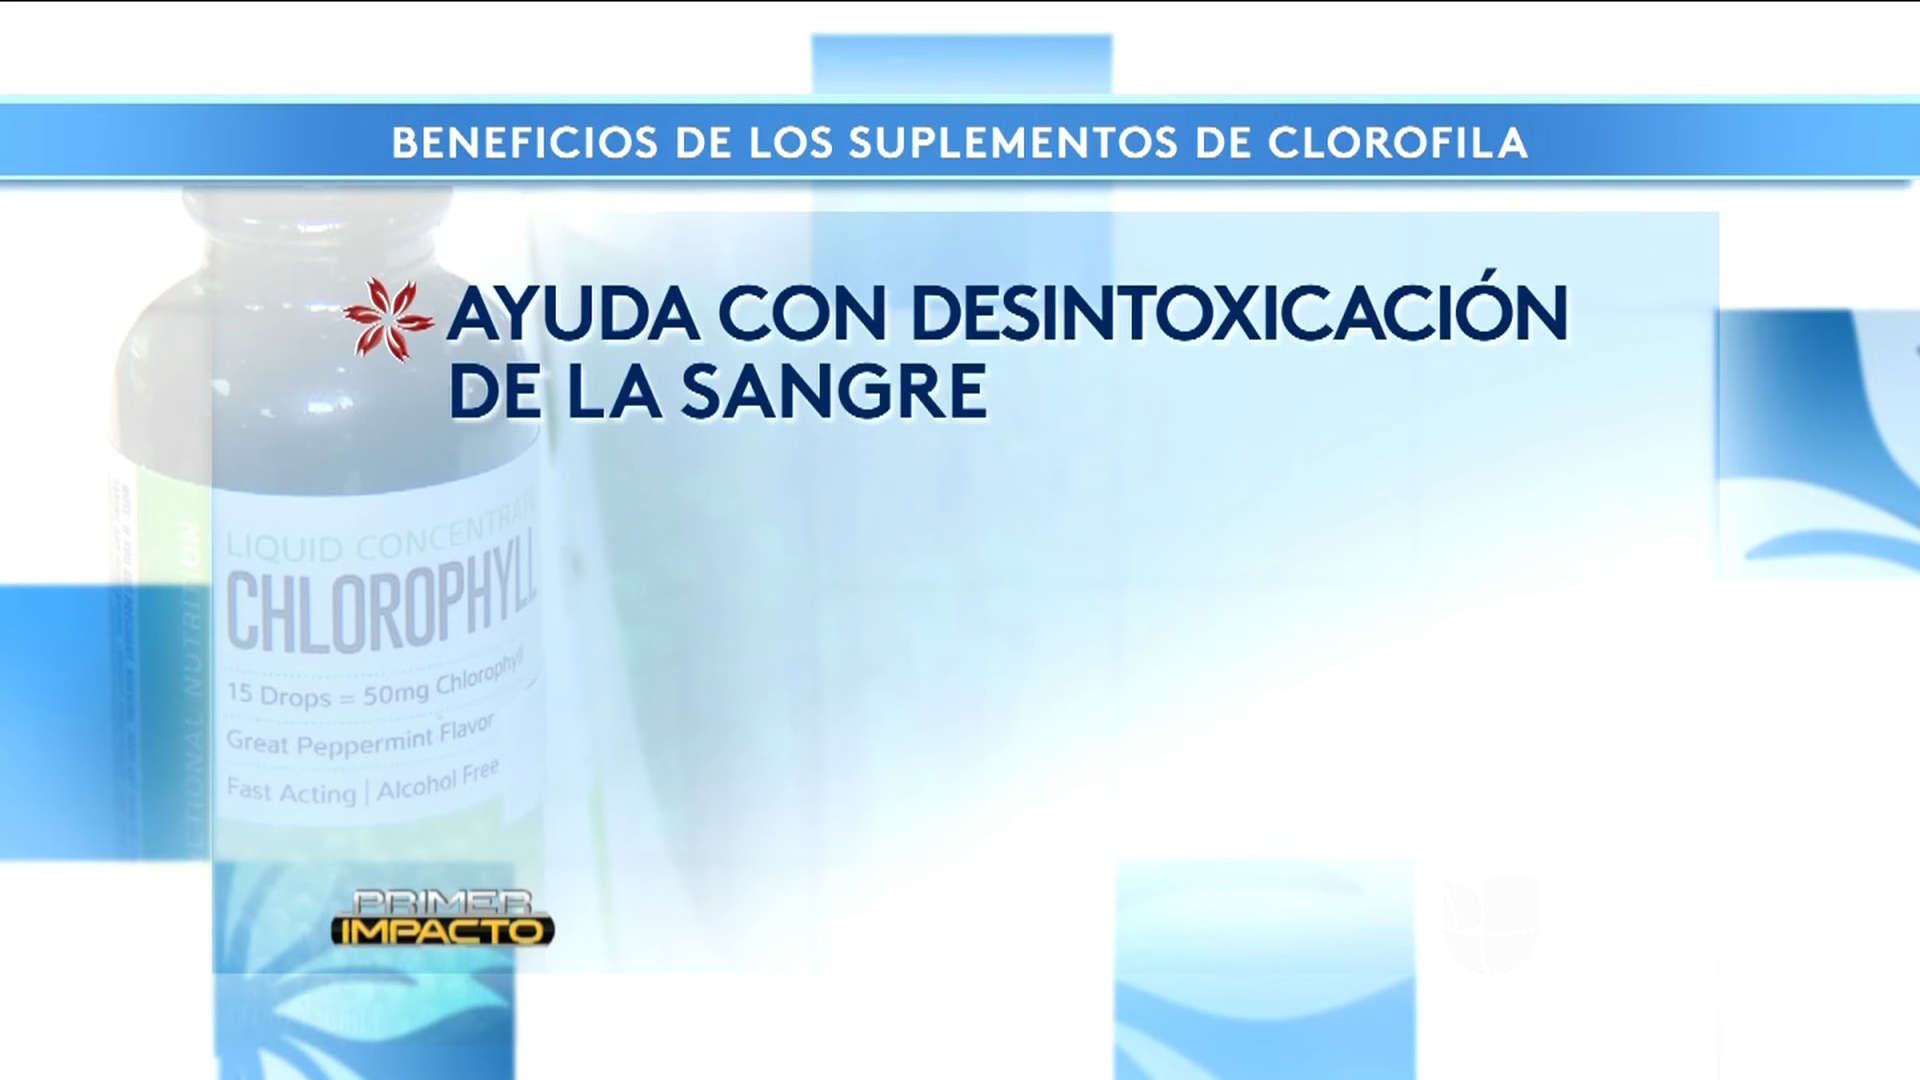 BENEFICIOS DE LOS SUPLEMENTOS DE CLOROFILA
AYUDA CON DESINTOXICACIÓN
DE LA SANGRE
LIQUID CONCENTRATE
CHLOROPHYLL
15 Drops = 50mg Chlorophyll
Great Peppermint Flavor
Fast Acting | Alcohol Free
PRIMER
IMPACTO